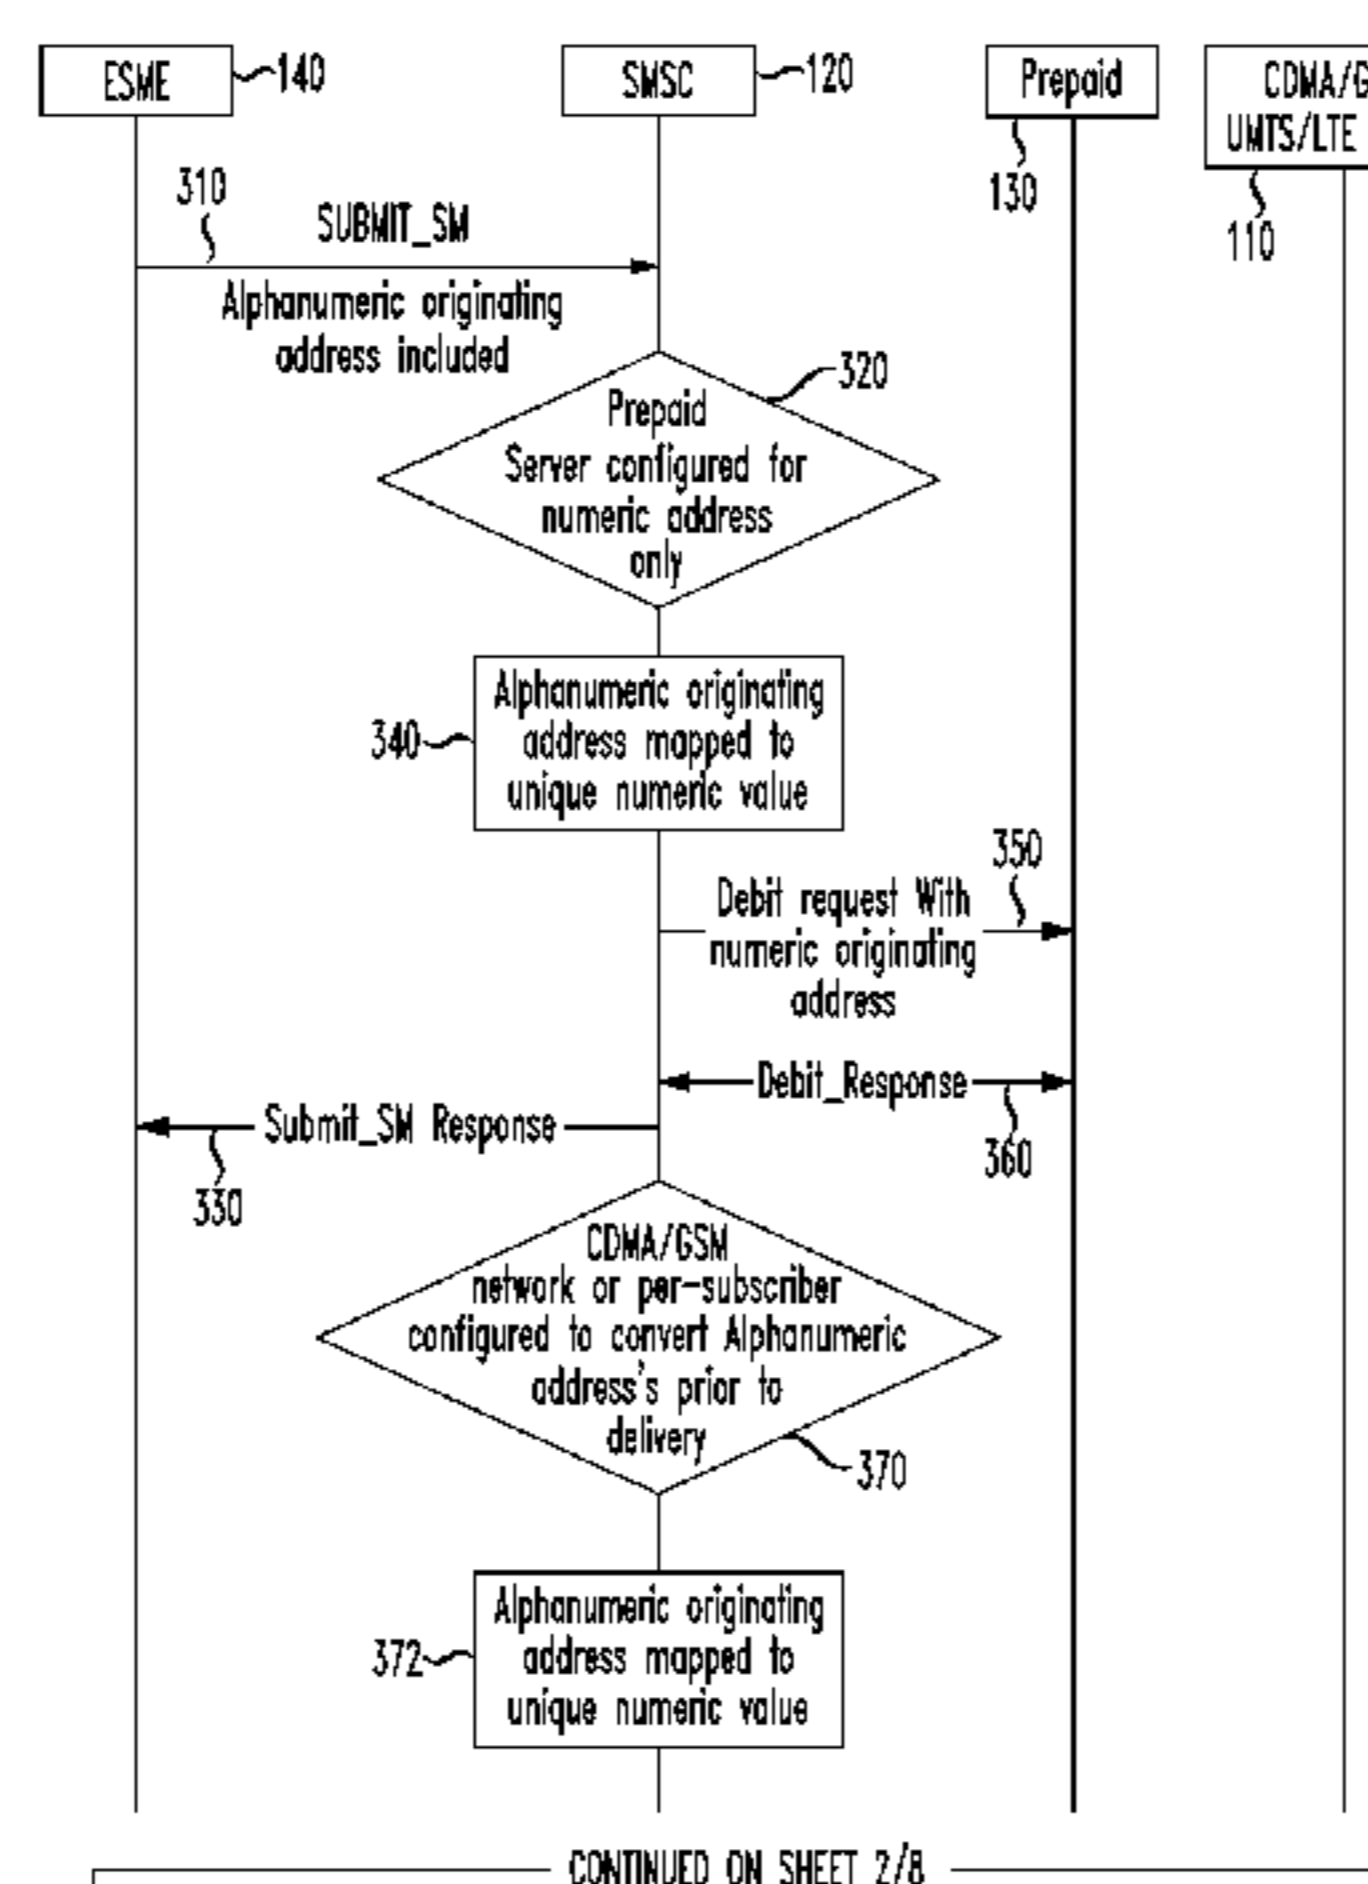 ESME
140
SMSC
120
Prepaid
130
CDMA/G
UMTS/LTE
110
310
SUBMIT_SM
Alphanumeric originating
address included
320
Prepaid
Server configured for
numeric address
only
340
Alphanumeric originating
address mapped to
unique numeric value
350
Debit request With
numeric originating
address
Debit_Response
360
Submit_SM Response
330
CDMA/GSM
network or per-subscriber
configured to convert Alphanumeric
address's prior to
delivery
370
372
Alphanumeric originating
address mapped to
unique numeric value
CONTINUED ON SHEET 2/8